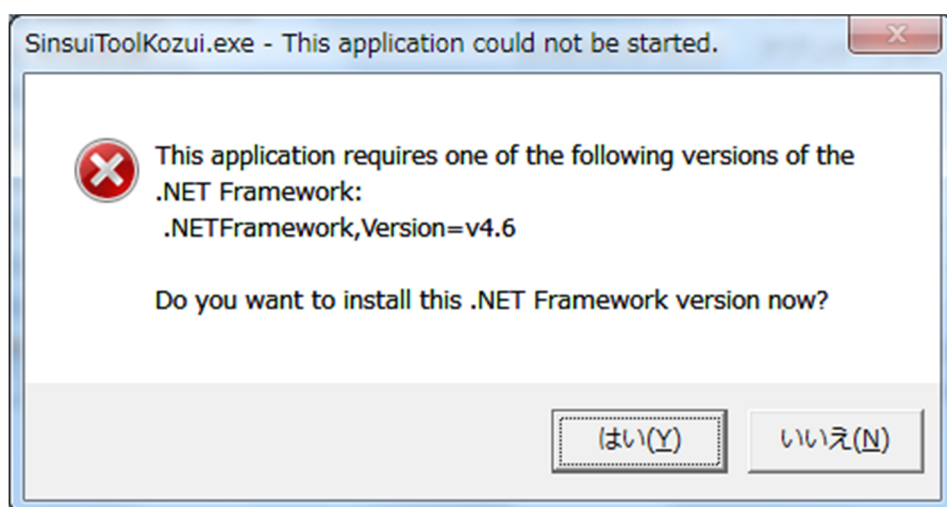 SinsuiToolKozui.exe - This application could not be started.
This application requires one of the following versions of the
.NET Framework:
.NETFramework,Version=v4.6
Do you want to install this .NET Framework version now?
はい(Y)
いいえ(N)